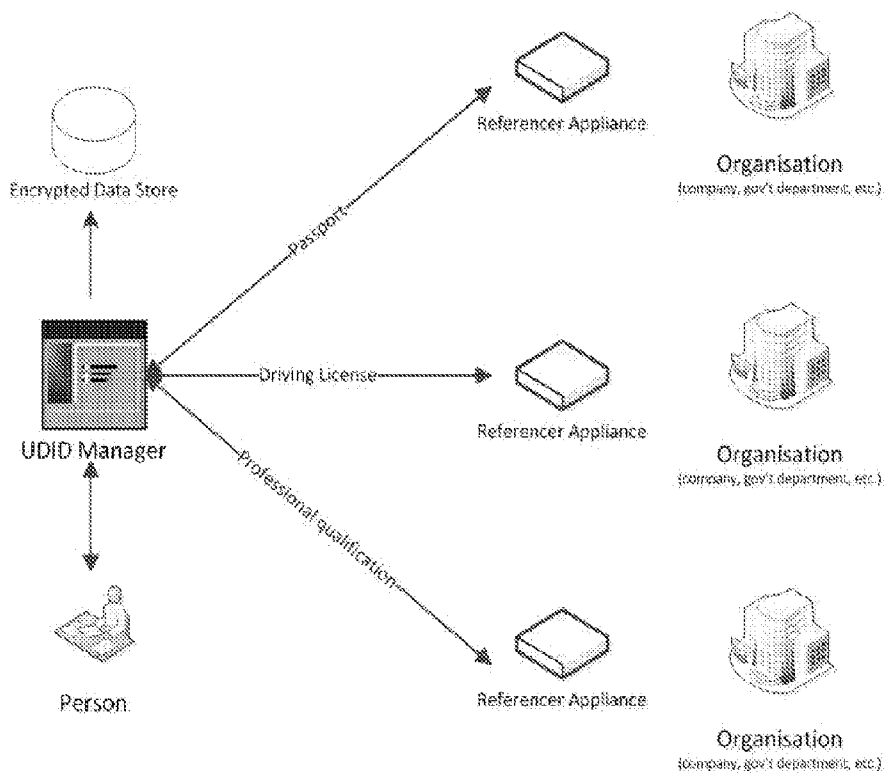 Referencer Appliance
Organisation
(company, gov't department, etc.)
Encrypted Data Store
Passport
UDID Manager
Driving License
Referencer Appliance
Organisation
(company, gov't department, etc.)
Professional qualification
Person
Referencer Appliance
Organisation
(company, gov't department, etc.)